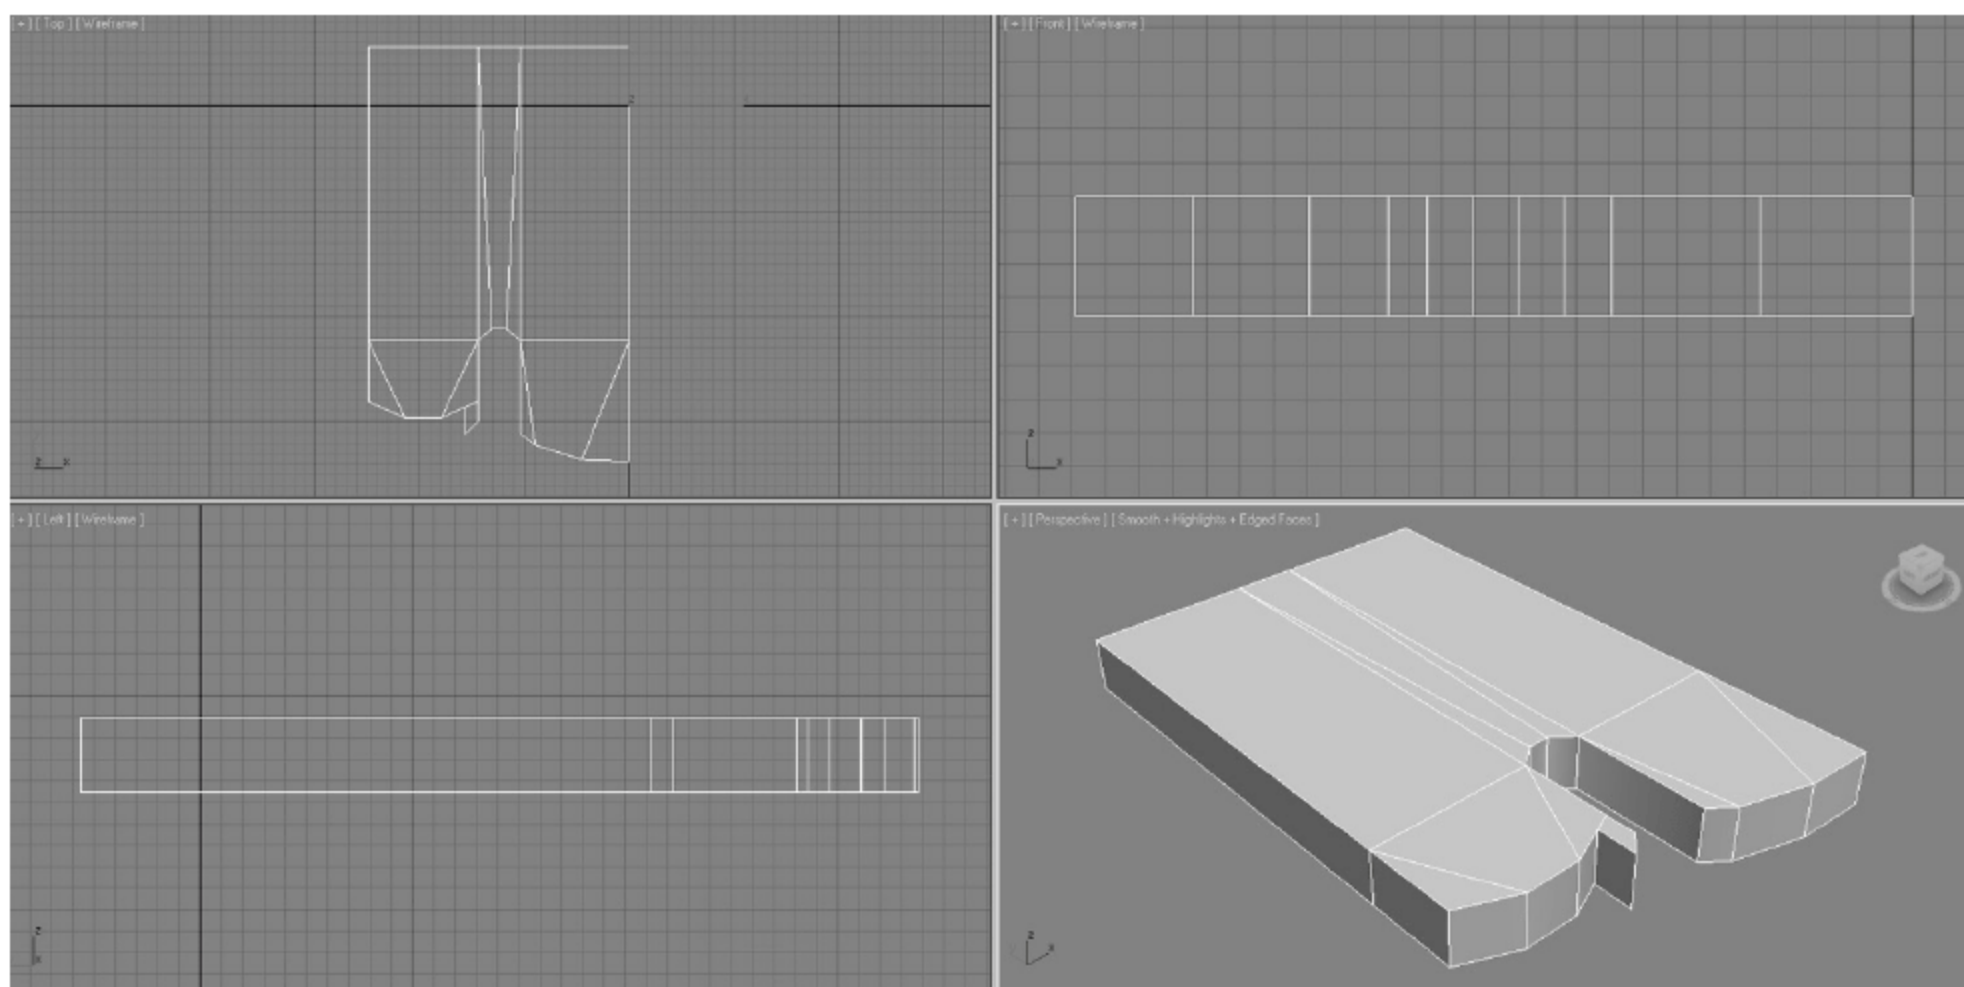 [ + ] [ Top ] [ Wireframe ]
[ + ] [ Front ] [ Wireframe ]
[ + ] [ Left ] [ Wireframe ]
[ + ] [ Perspective ] [ Smooth + Highlights + Edged Faces ]